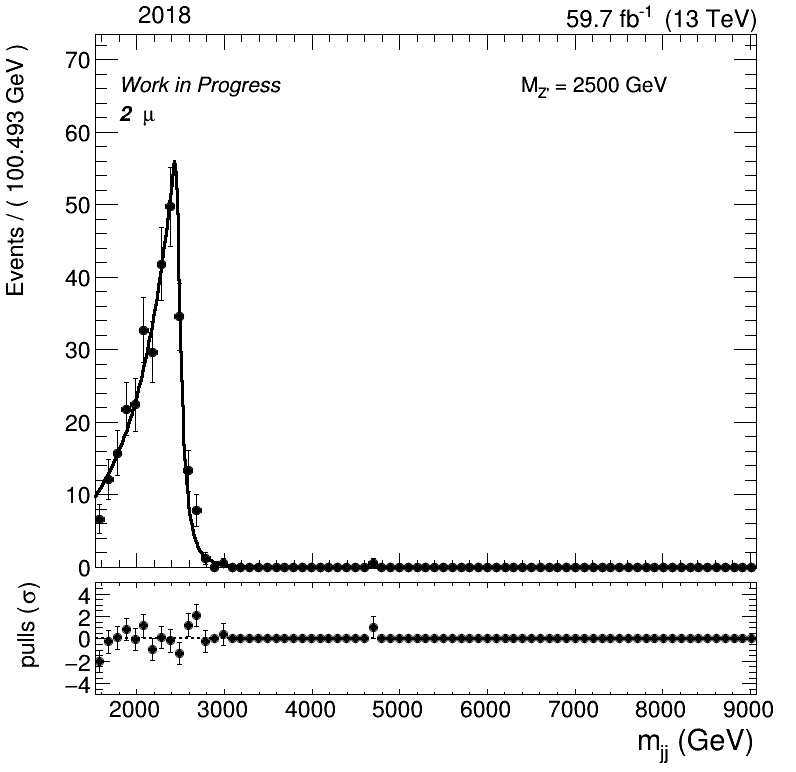 2018 59.7 fb⁻¹ (13 TeV)
Work in Progress M_Z' = 2500 GeV
2 μ
Events / ( 100.493 GeV )
70
60
50
40
30
20
10
0
pulls (σ)
4
2
0
−2
−4
2000 3000 4000 5000 6000 7000 8000 9000
m_jj (GeV)